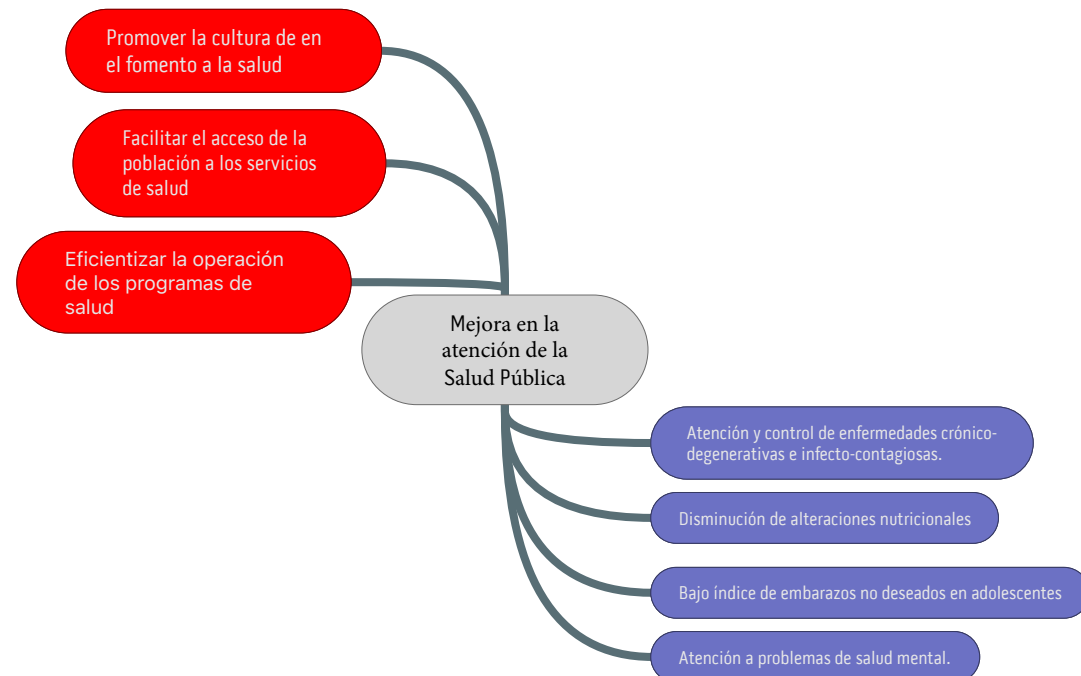 Promover la cultura de en
el fomento a la salud
Facilitar el acceso de la
población a los servicios
de salud
Eficientizar la operación
de los programas de
salud
Mejora en la
atención de la
Salud Pública
Atención y control de enfermedades crónico-
degenerativas e infecto-contagiosas.
Disminución de alteraciones nutricionales
Bajo índice de embarazos no deseados en adolescentes
Atención a problemas de salud mental.